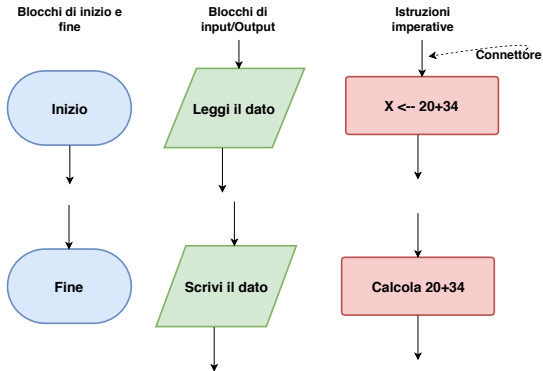 Blocchi di inizio e
fine
Blocchi di
input/Output
Istruzioni
imperative
Connettore
Inizio
Leggi il dato
X <-- 20+34
Fine
Scrivi il dato
Calcola 20+34